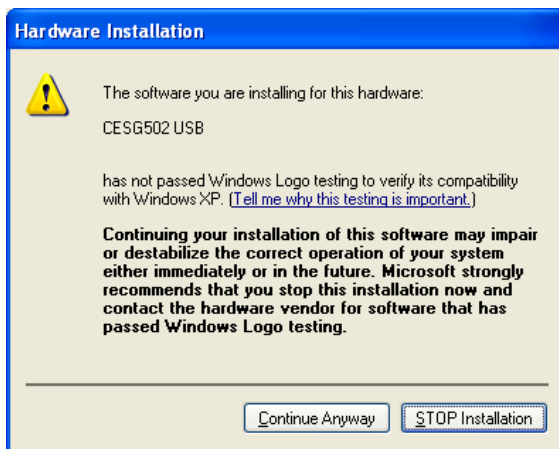 Hardware Installation
The software you are installing for this hardware:
CESG502 USB
has not passed Windows Logo testing to verify its compatibility
with Windows XP. (Tell me why this testing is important.)
Continuing your installation of this software may impair
or destabilize the correct operation of your system
either immediately or in the future. Microsoft strongly
recommends that you stop this installation now and
contact the hardware vendor for software that has
passed Windows Logo testing.
Continue Anyway
STOP Installation